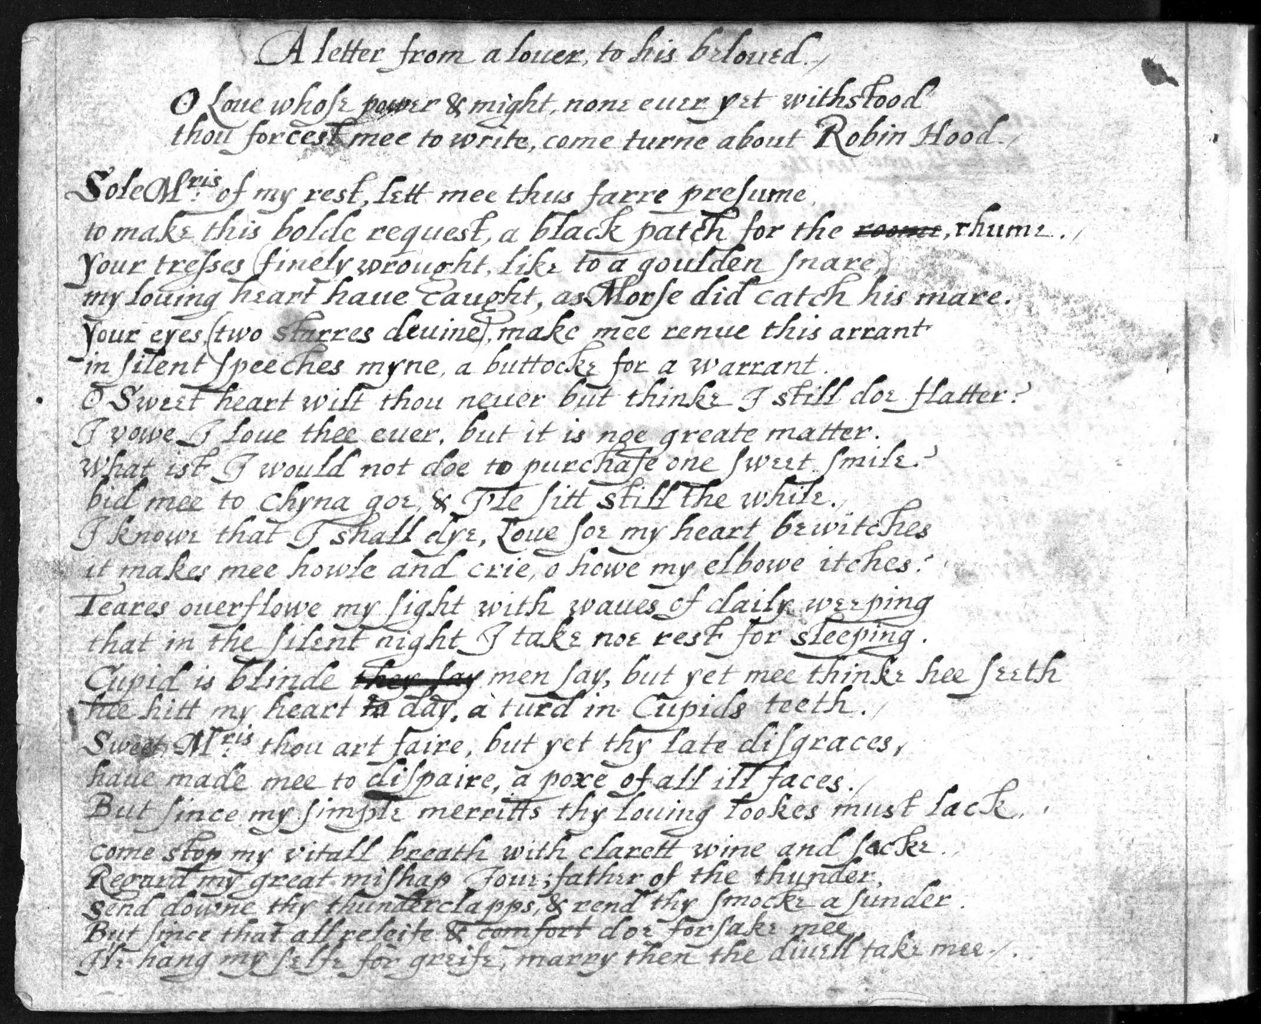 A letter from a louer, to his beloued.
O Loue whose power & might, none euer yet withstood
thou forcest mee to write, come turne about Robin Hood.
Sole Mris of my rest, lett mee thus farre presume
to make this bolde request, a black patch for the roome, rhume.
Your tresses finely wrought, like to a goulden snare,
my louing heart haue caught, as Morse did catch his mare.
Your eyes (two starres deuine), make mee renue this arrant
in silent speeches myne, a buttocke for a warrant.
O Sweet heart wilt thou neuer but thinke I still doe flatter?
I vowe I loue thee euer, but it is noe greate matter.
What ist I would not doe to purchase one sweet smile?
bid mee to Chyna goe, & I'le sitt still the while.
I knowe that I shall dye, Loue soe my heart bewitches
it makes mee howle and crie, o howe my elbowe itches.
Teares ouerflowe my sight with waues of daily weeping
that in the silent night I take noe rest for sleeping.
Cupid is blinde they say men say, but yet mee thinke hee seeth
hee hitt my heart to day, a turd in Cupids teeth.
Sweet Mris thou art faire, but yet thy late disgraces,
haue made mee to dispaire, a poxe of all ill faces.
But since my simple merritts thy louing lookes must lack,
come stop my vitall breath with clarett wine and sacke.
Regard my great mishap Ioue, father of the thunder,
send downe thy thunderclapps, & rend thy smocke a sunder.
But since that all releife & comfort doe forsake mee
Ile hang my selfe for greife, marry then the diuell take mee.